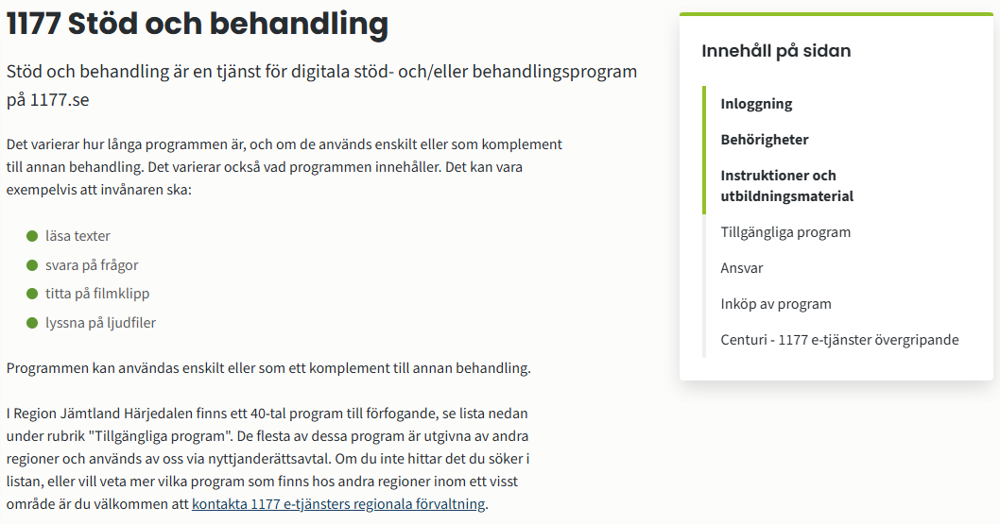 1177 Stöd och behandling
Stöd och behandling är en tjänst för digitala stöd- och/eller behandlingsprogram
på 1177.se
Det varierar hur långa programmen är, och om de används enskilt eller som komplement
till annan behandling. Det varierar också vad programmen innehåller. Det kan vara
exempelvis att invånaren ska:
läsa texter
svara på frågor
titta på filmklipp
lyssna på ljudfiler
Programmen kan användas enskilt eller som ett komplement till annan behandling.
I Region Jämtland Härjedalen finns ett 40-tal program till förfogande, se lista nedan
under rubrik "Tillgängliga program". De flesta av dessa program är utgivna av andra
regioner och används av oss via nyttjanderättsavtal. Om du inte hittar det du söker i
listan, eller vill veta mer vilka program som finns hos andra regioner inom ett visst
område är du välkommen att kontakta 1177 e-tjänsters regionala förvaltning.
Innehåll på sidan
Inloggning
Behörigheter
Instruktioner och
utbildningsmaterial
Tillgängliga program
Ansvar
Inköp av program
Centuri - 1177 e-tjänster övergripande